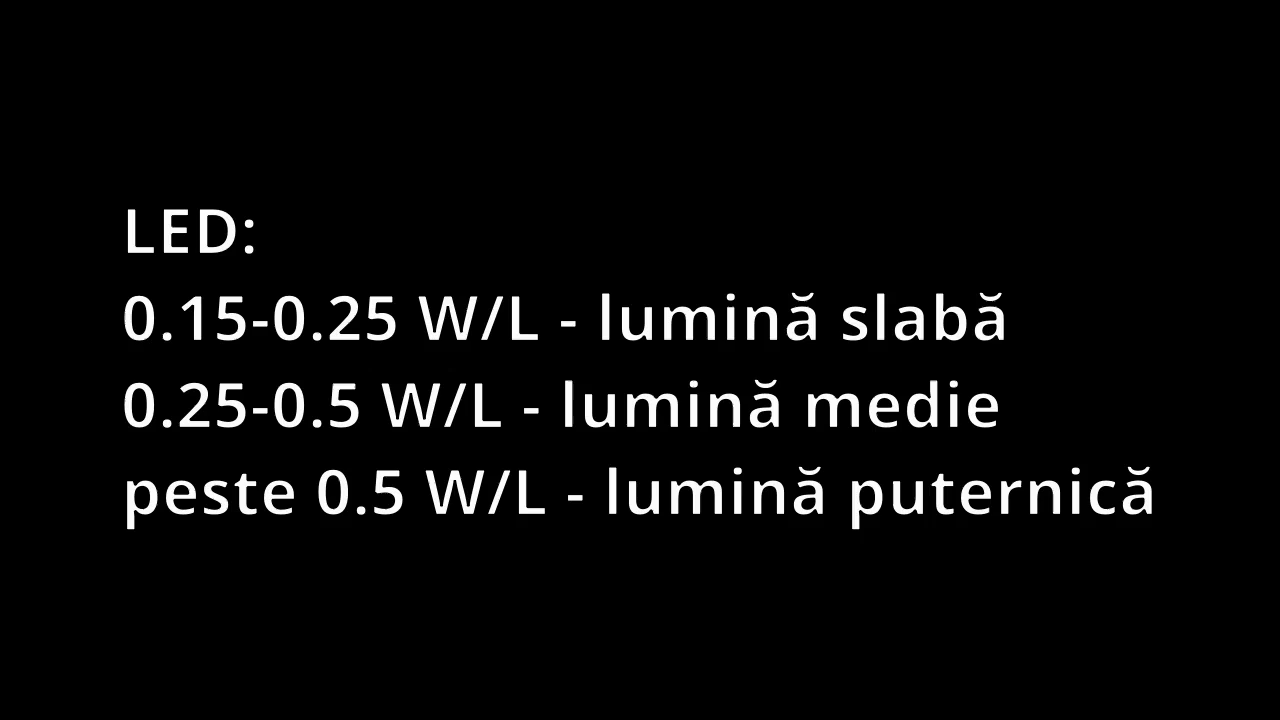 LED:
0.15-0.25 W/L - lumină slabă
0.25-0.5 W/L - lumină medie
peste 0.5 W/L - lumină puternică